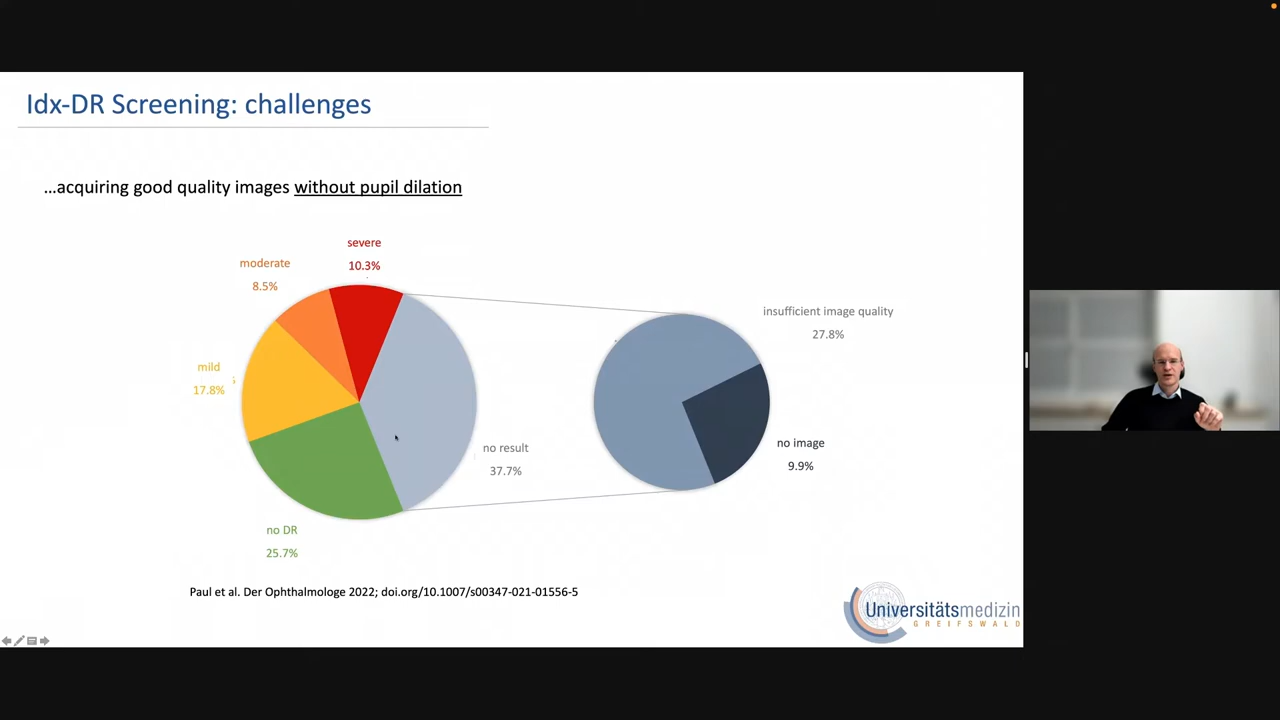 Idx-DR Screening: challenges
...acquiring good quality images without pupil dilation
severe
10.3%
moderate
8.5%
mild
17.8%
no DR
25.7%
no result
37.7%
insufficient image quality
27.8%
no image
9.9%
Paul et al. Der Ophthalmologe 2022; doi.org/10.1007/s00347-021-01556-5
Universitätsmedizin
GREIFSWALD